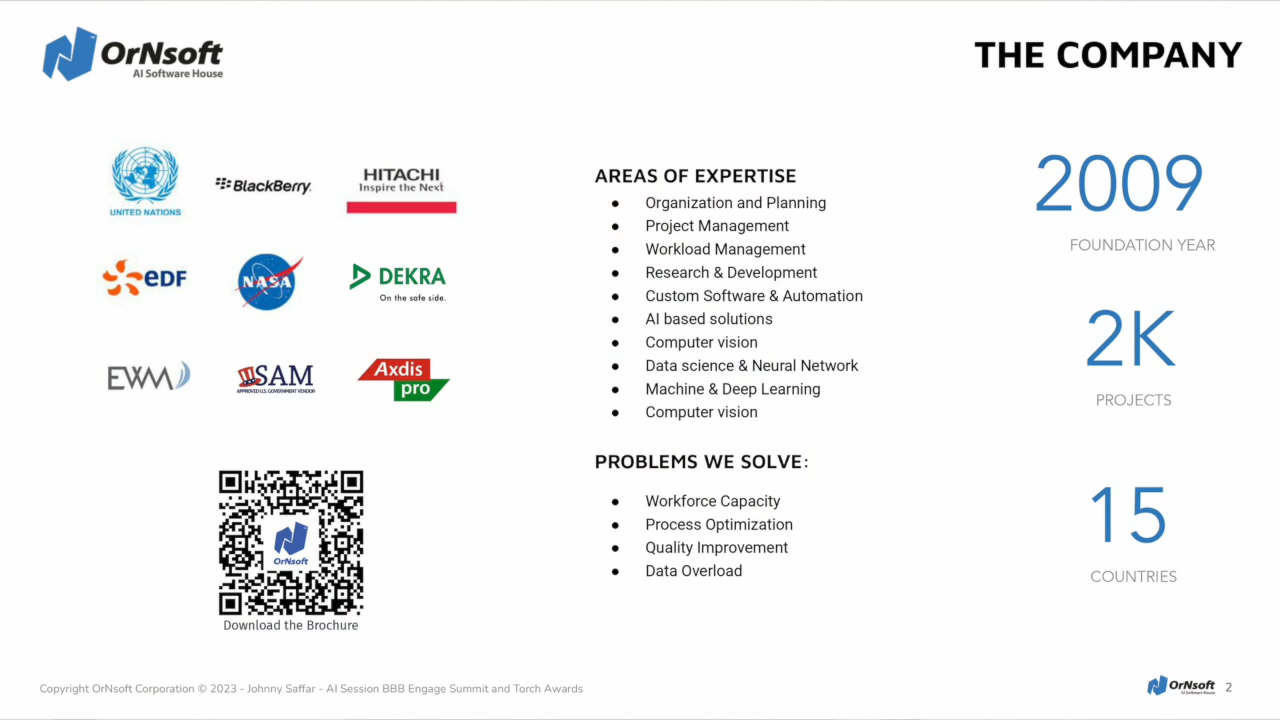 OrNsoft
AI Software House
THE COMPANY
UNITED NATIONS
BlackBerry
HITACHI
Inspire the Next
eDF
NASA
DEKRA
On the safe side.
EWM
SAM
APPROVED U.S. GOVERNMENT VENDOR
Axdis
pro
OrNsoft
Download the Brochure
AREAS OF EXPERTISE
● Organization and Planning
● Project Management
● Workload Management
● Research & Development
● Custom Software & Automation
● AI based solutions
● Computer vision
● Data science & Neural Network
● Machine & Deep Learning
● Computer vision
PROBLEMS WE SOLVE:
● Workforce Capacity
● Process Optimization
● Quality Improvement
● Data Overload
2009
FOUNDATION YEAR
2K
PROJECTS
15
COUNTRIES
Copyright OrNsoft Corporation © 2023 - Johnny Saffar - AI Session BBB Engage Summit and Torch Awards
OrNsoft
AI Software House
2